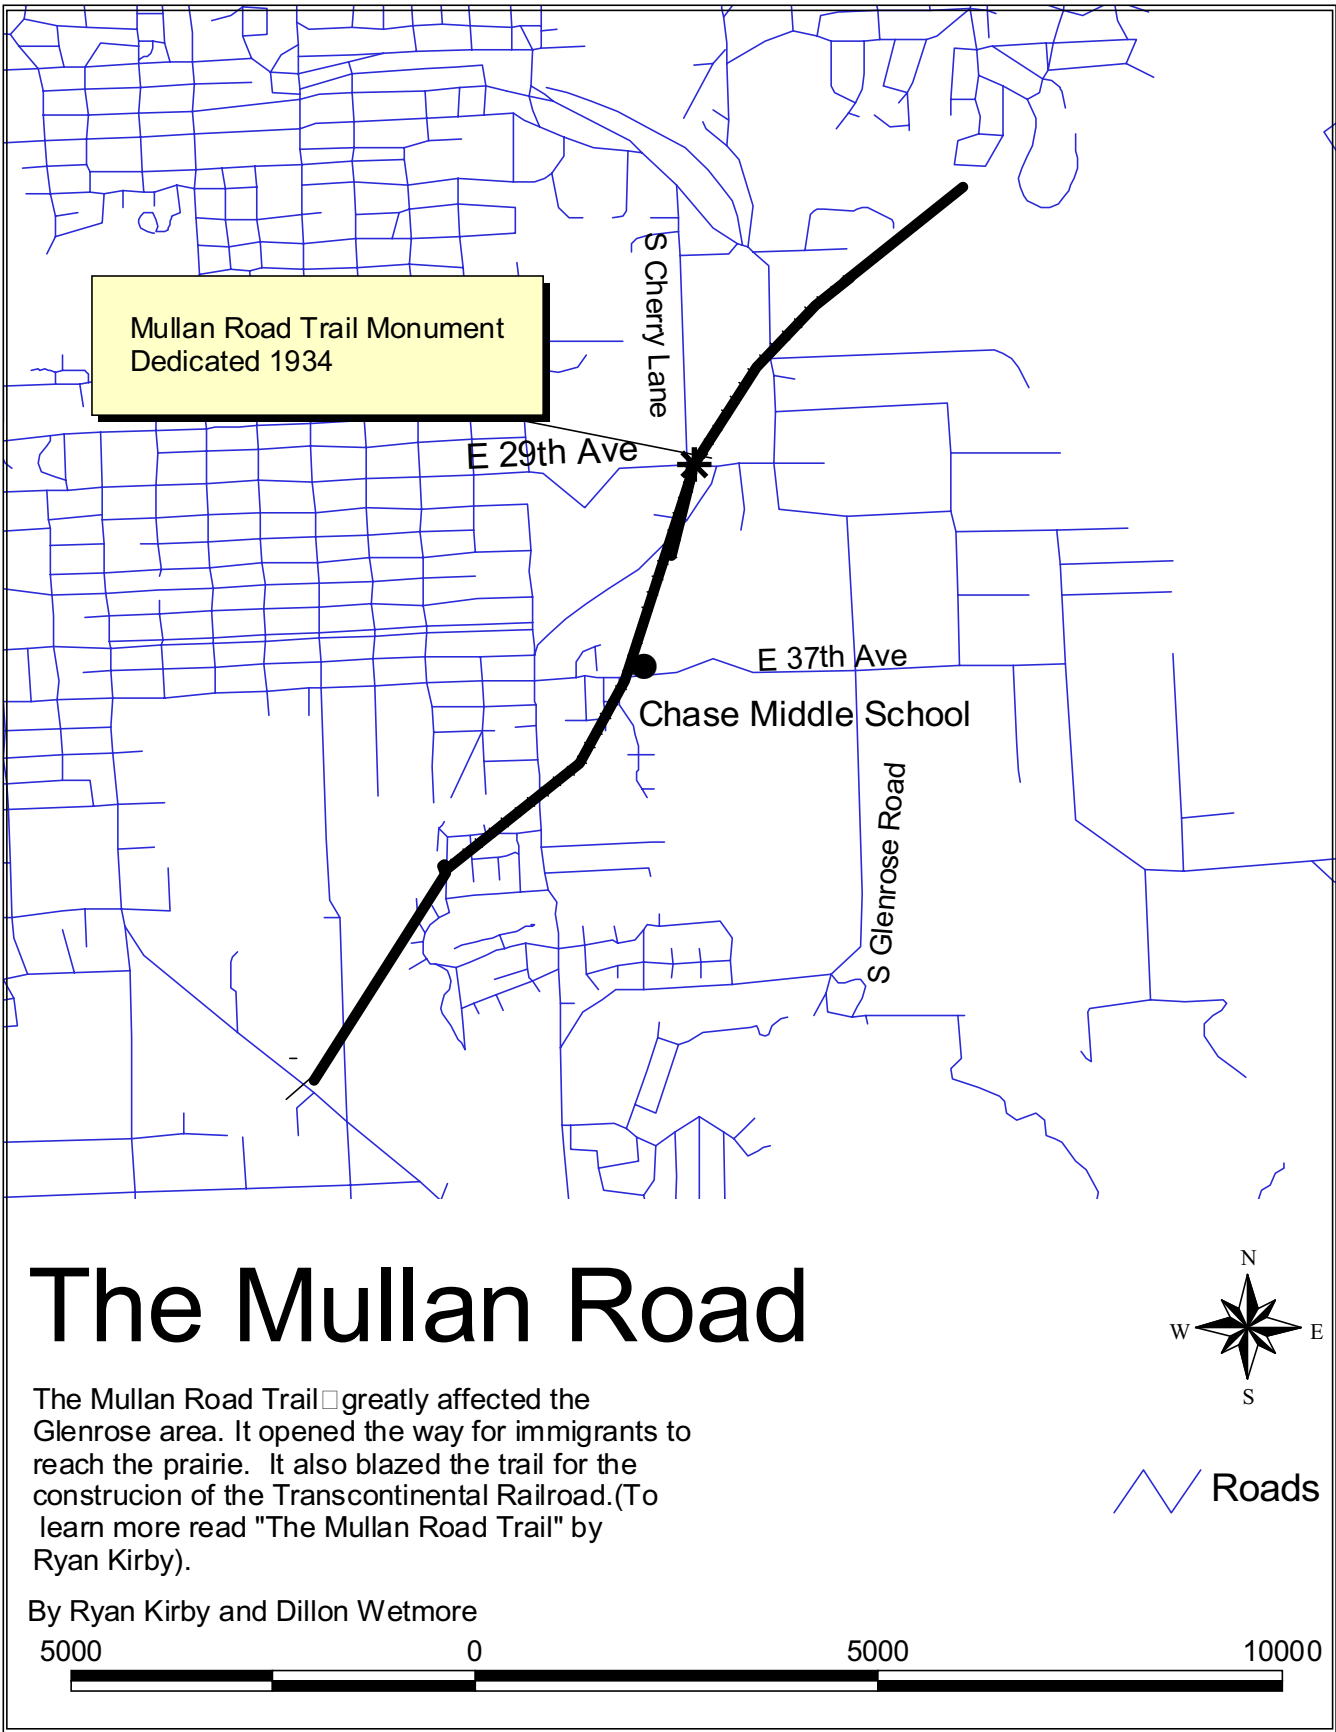 S Cherry Lane
Mullan Road Trail Monument
Dedicated 1934
E 29th Ave
E 37th Ave
Chase Middle School
S Glenrose Road
The Mullan Road
N
W
E
S
The Mullan Road Trail□greatly affected the
Glenrose area. It opened the way for immigrants to
reach the prairie.  It also blazed the trail for the
construcion of the Transcontinental Railroad.(To
learn more read "The Mullan Road Trail" by
Ryan Kirby).
Roads
By Ryan Kirby and Dillon Wetmore
5000 0 5000 10000